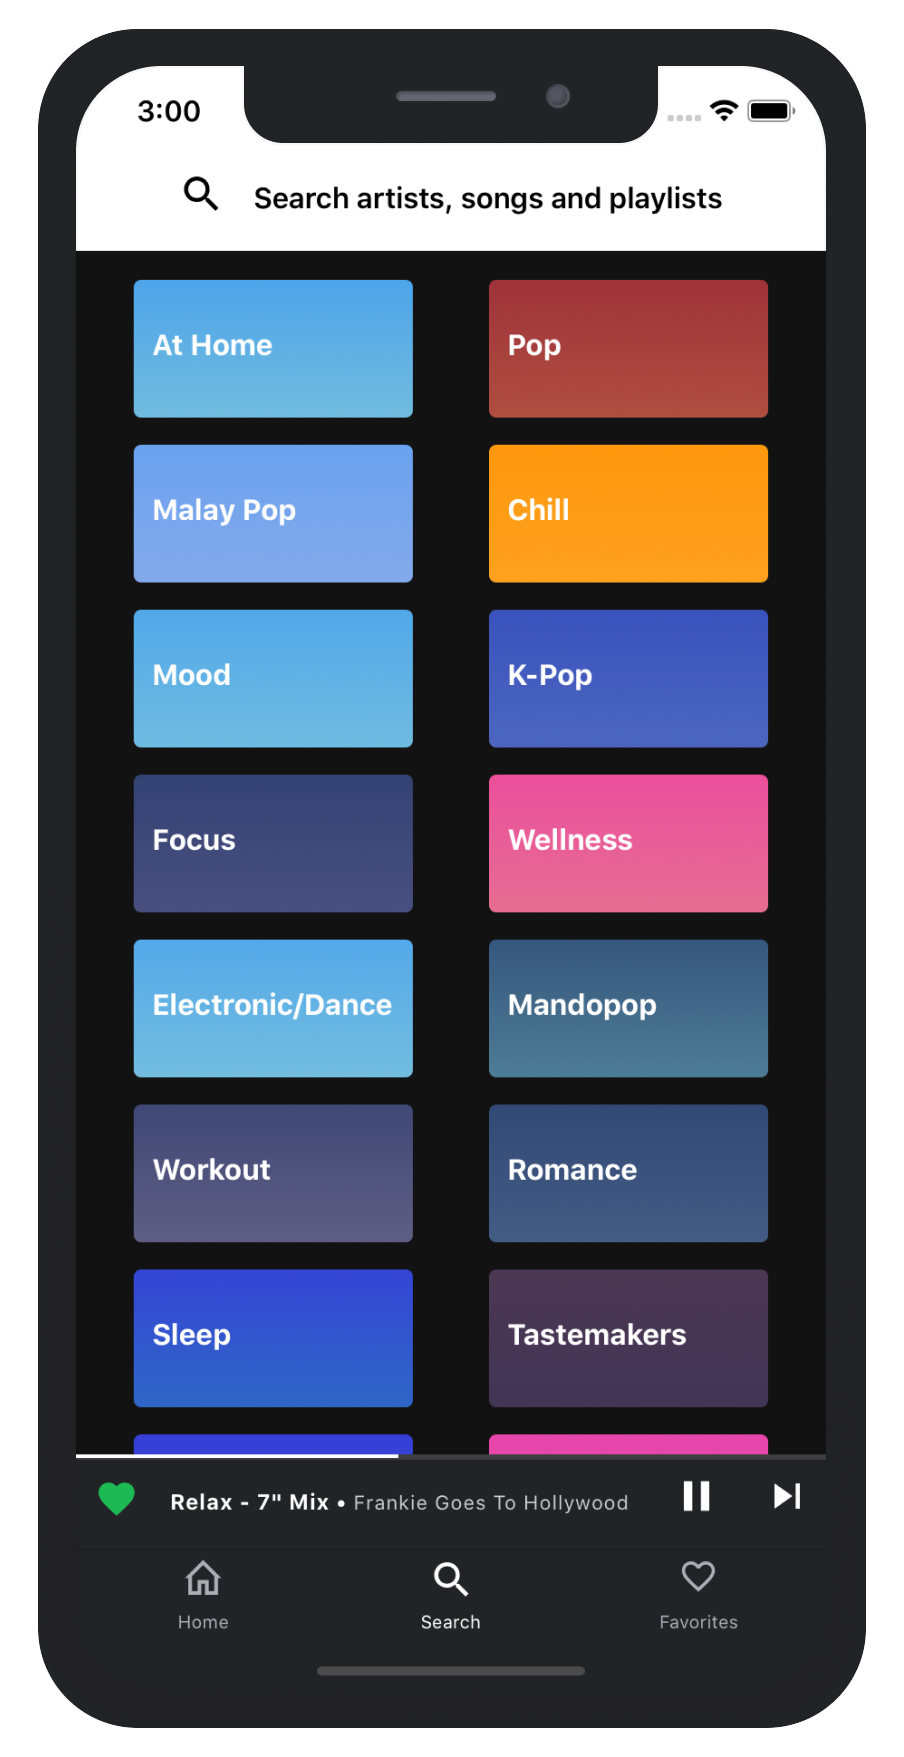 3:00
Search artists, songs and playlists
At Home
Pop
Malay Pop
Chill
Mood
K-Pop
Focus
Wellness
Electronic/Dance
Mandopop
Workout
Romance
Sleep
Tastemakers
Relax - 7" Mix • Frankie Goes To Hollywood
Home
Search
Favorites